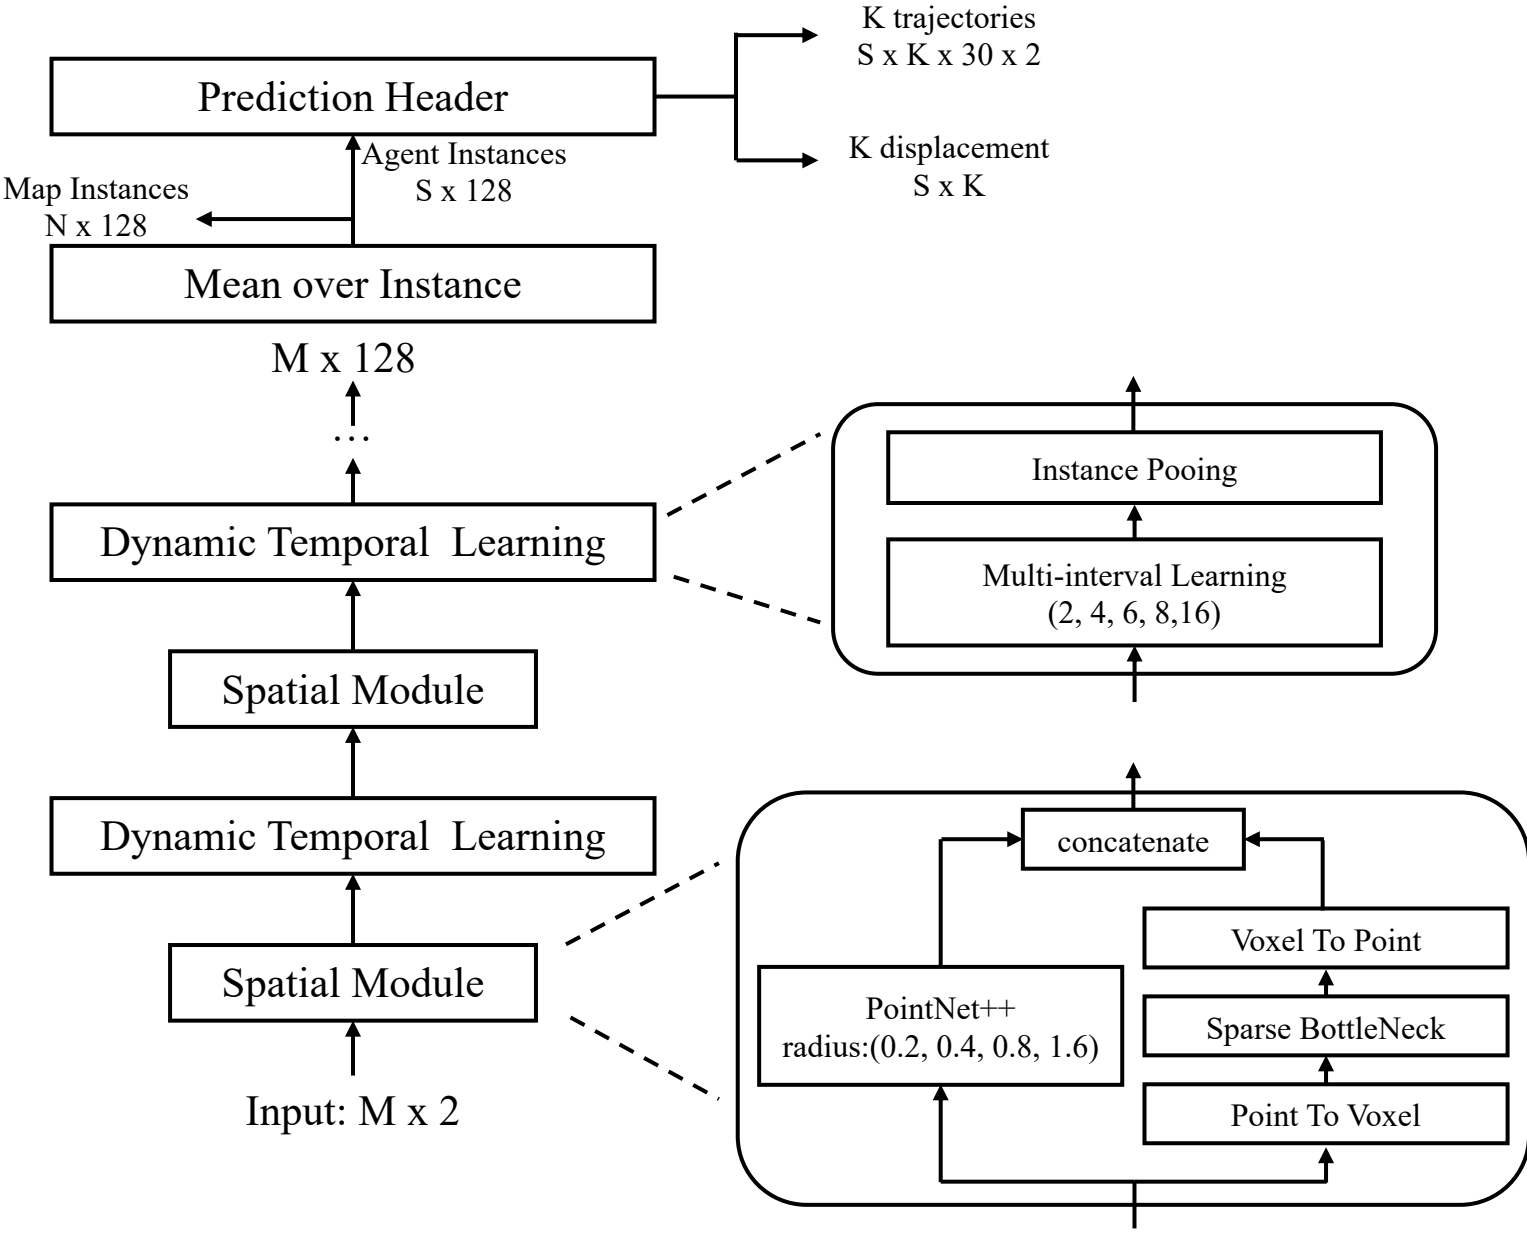 K trajectories
S x K x 30 x 2
Prediction Header
Agent Instances
S x 128
K displacement
S x K
Map Instances
N x 128
Mean over Instance
M x 128
...
Instance Pooing
Dynamic Temporal Learning
Multi-interval Learning
(2, 4, 6, 8,16)
Spatial Module
Dynamic Temporal Learning
concatenate
Voxel To Point
Spatial Module
PointNet++
radius:(0.2, 0.4, 0.8, 1.6)
Sparse BottleNeck
Point To Voxel
Input: M x 2